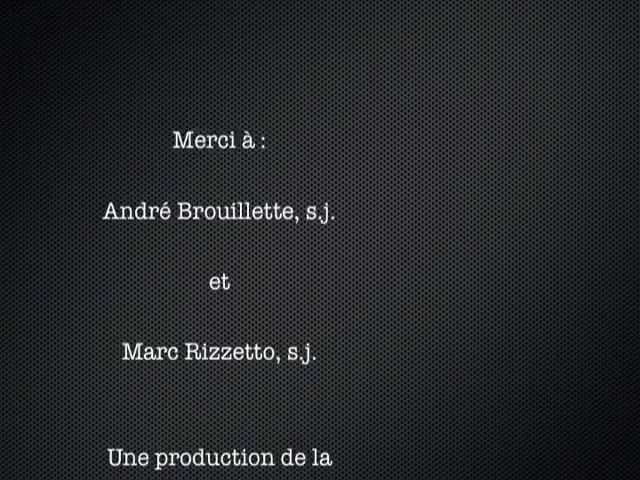 Merci à :
André Brouillette, s.j.
et
Marc Rizzetto, s.j.
Une production de la